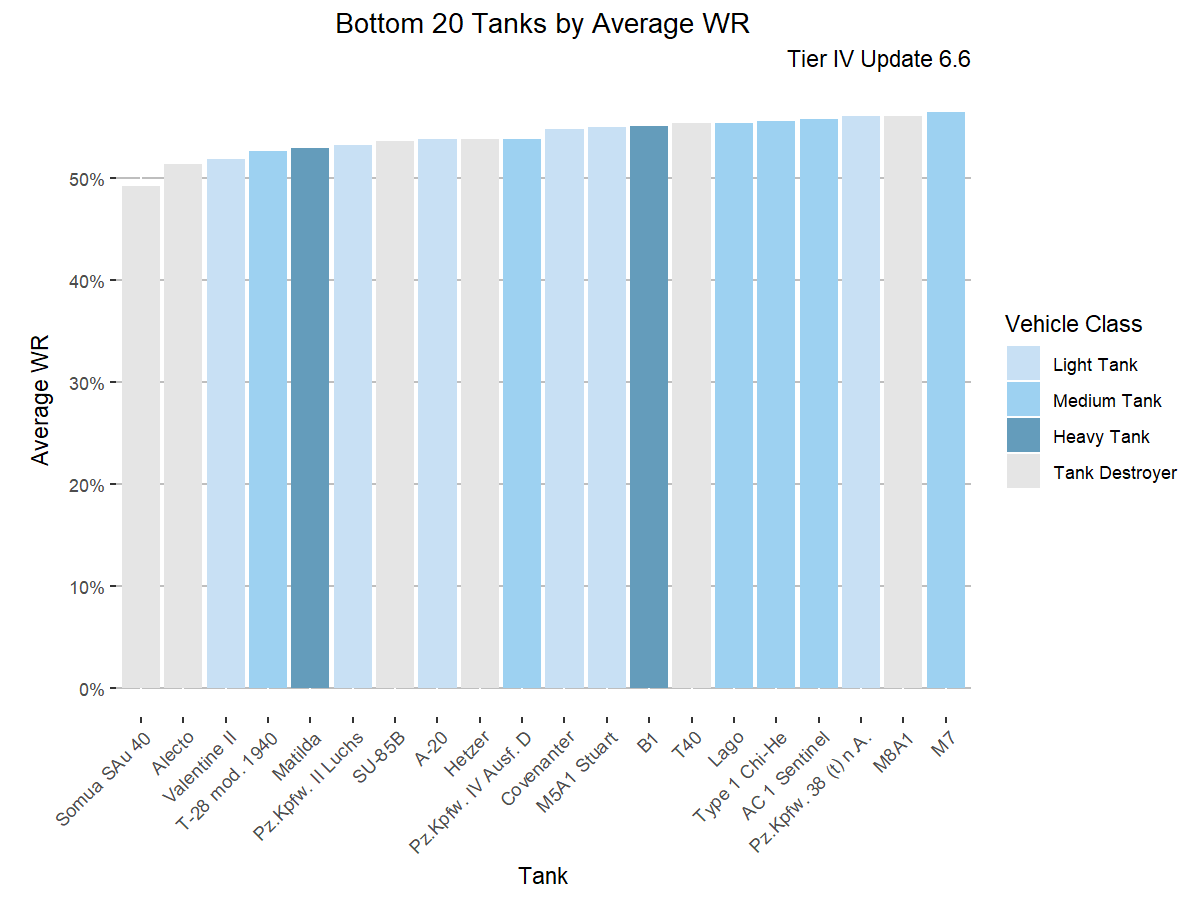 Bottom 20 Tanks by Average WR
Tier IV Update 6.6
Average WR
50%
40%
30%
20%
10%
0%
Somua SAu 40
Alecto
Valentine II
T-28 mod. 1940
Matilda
Pz.Kpfw. II Luchs
SU-85B
A-20
Hetzer
Pz.Kpfw. IV Ausf. D
Covenanter
M5A1 Stuart
B1
T40
Lago
Type 1 Chi-He
AC 1 Sentinel
Pz.Kpfw. 38 (t) n.A.
M8A1
M7
Tank
Vehicle Class
Light Tank
Medium Tank
Heavy Tank
Tank Destroyer